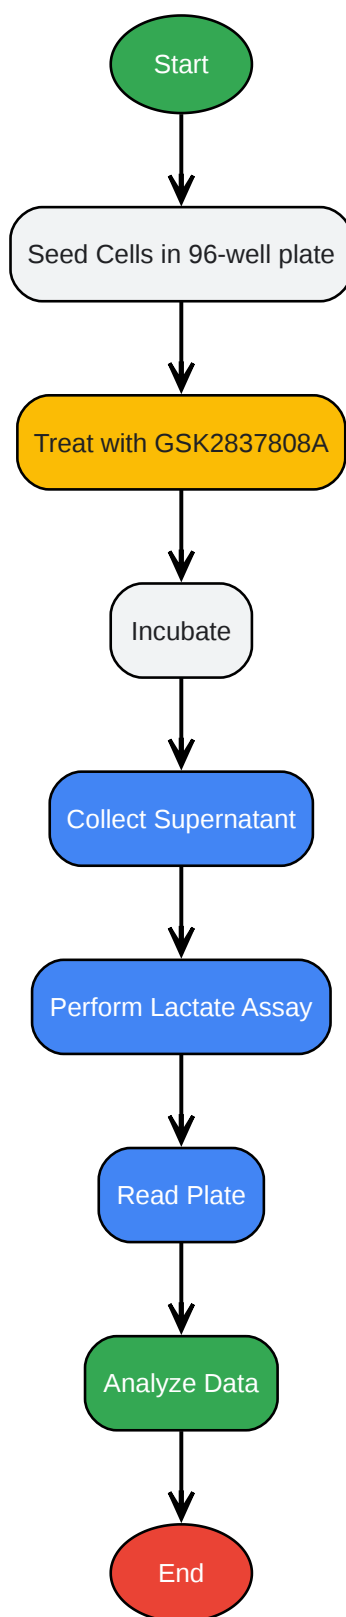 Start
Seed Cells in 96-well plate
Treat with GSK2837808A
Incubate
Collect Supernatant
Perform Lactate Assay
Read Plate
Analyze Data
End